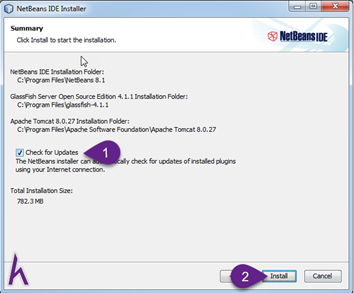 NetBeans IDE Installer
Summary
Click Install to start the installation.
NetBeans IDE
NetBeans IDE Installation Folder:
C:\Program Files\NetBeans 8.1
GlassFish Server Open Source Edition 4.1.1 Installation Folder:
C:\Program Files\glassfish-4.1.1
Apache Tomcat 8.0.27 Installation Folder:
C:\Program Files\Apache Software Foundation\Apache Tomcat 8.0.27
Check for Updates
1
The NetBeans installer can automatically check for updates of installed plugins
using your Internet connection.
Total Installation Size:
782.3 MB
2
Install
Cancel